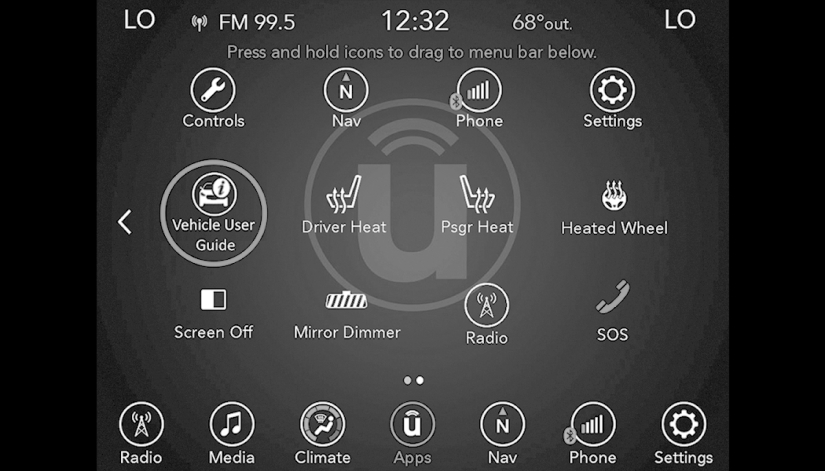 LO FM 99.5 12:32 68°out. LO
Press and hold icons to drag to menu bar below.
Controls Nav Phone Settings
Vehicle User
Guide
Driver Heat Psgr Heat Heated Wheel
Screen Off Mirror Dimmer Radio SOS
Radio Media Climate Apps Nav Phone Settings